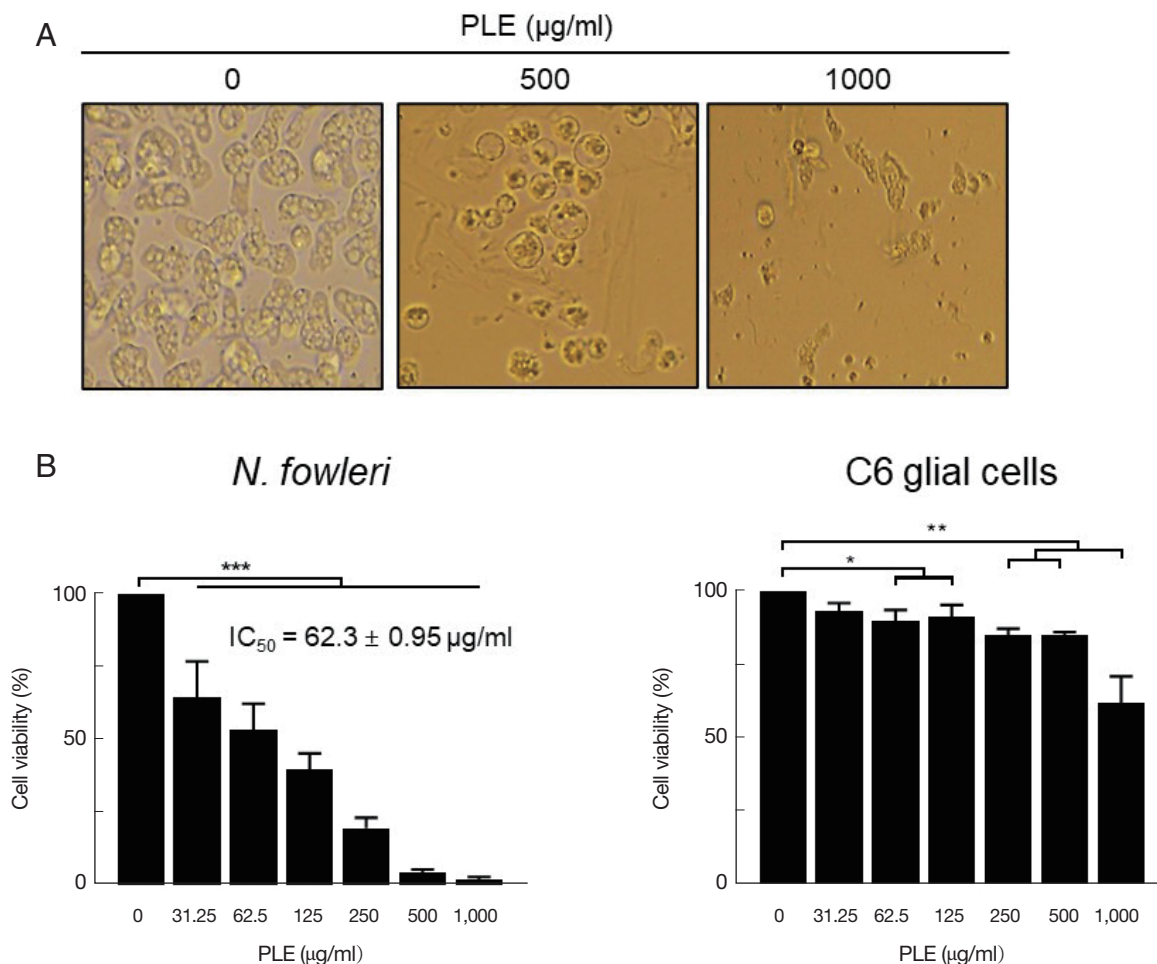 A
PLE (µg/ml)
0 500 1000
B
N. fowleri
C6 glial cells
***
IC50 = 62.3 ± 0.95 µg/ml
100
50
0
Cell viability (%)
0 31.25 62.5 125 250 500 1,000
PLE (µg/ml)
**
*
100
50
0
Cell viability (%)
0 31.25 62.5 125 250 500 1,000
PLE (µg/ml)